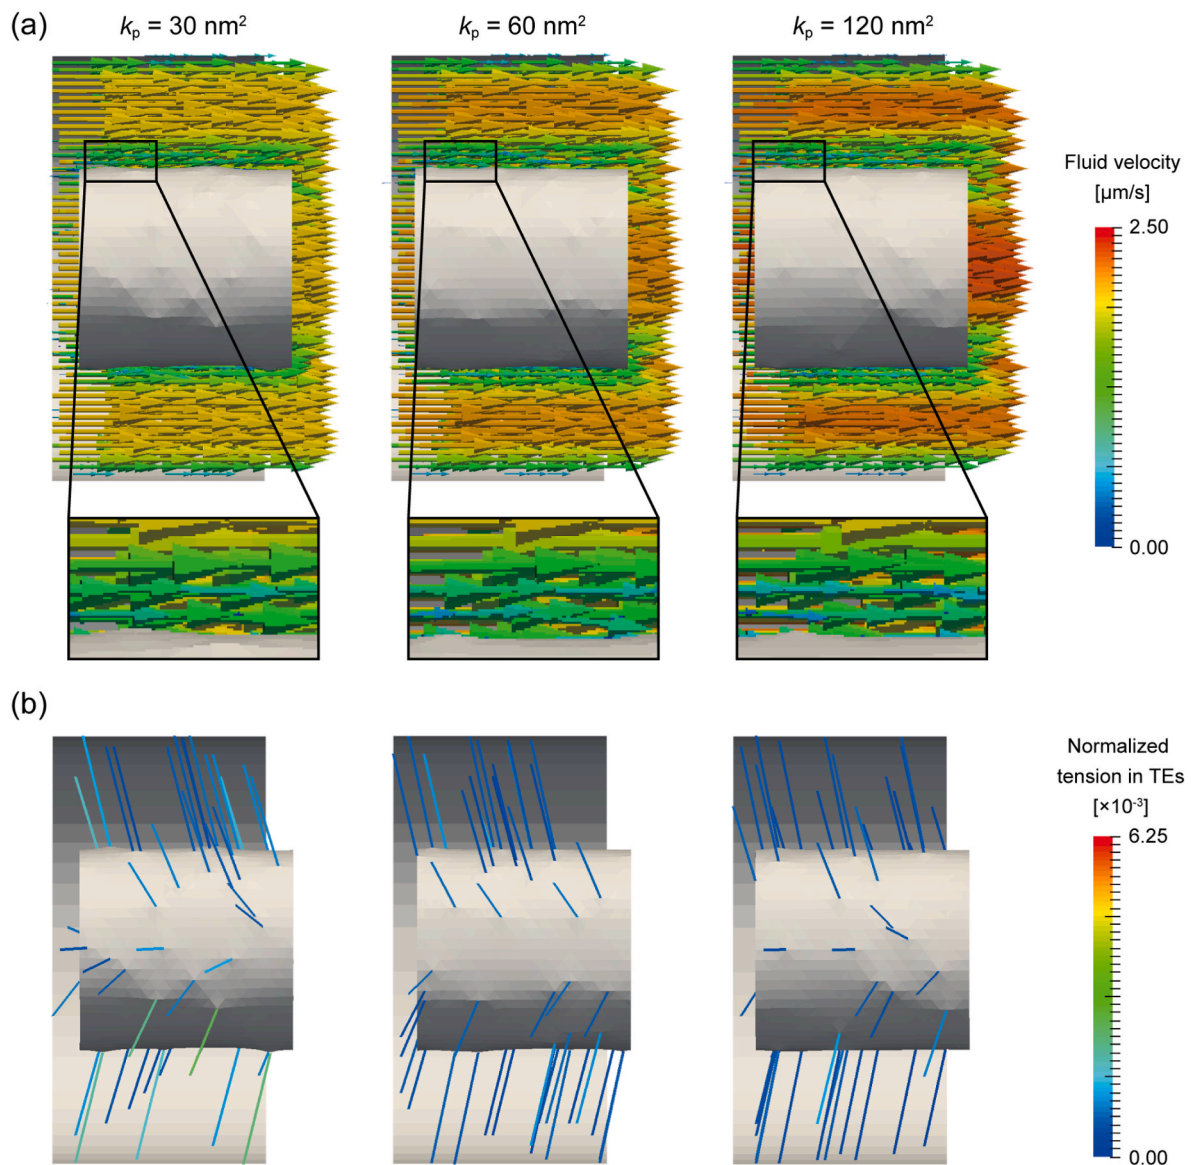 (a)
kₚ = 30 nm²
kₚ = 60 nm²
kₚ = 120 nm²
Fluid velocity
[µm/s]
2.50
0.00
(b)
Normalized
tension in TEs
[×10⁻³]
6.25
0.00